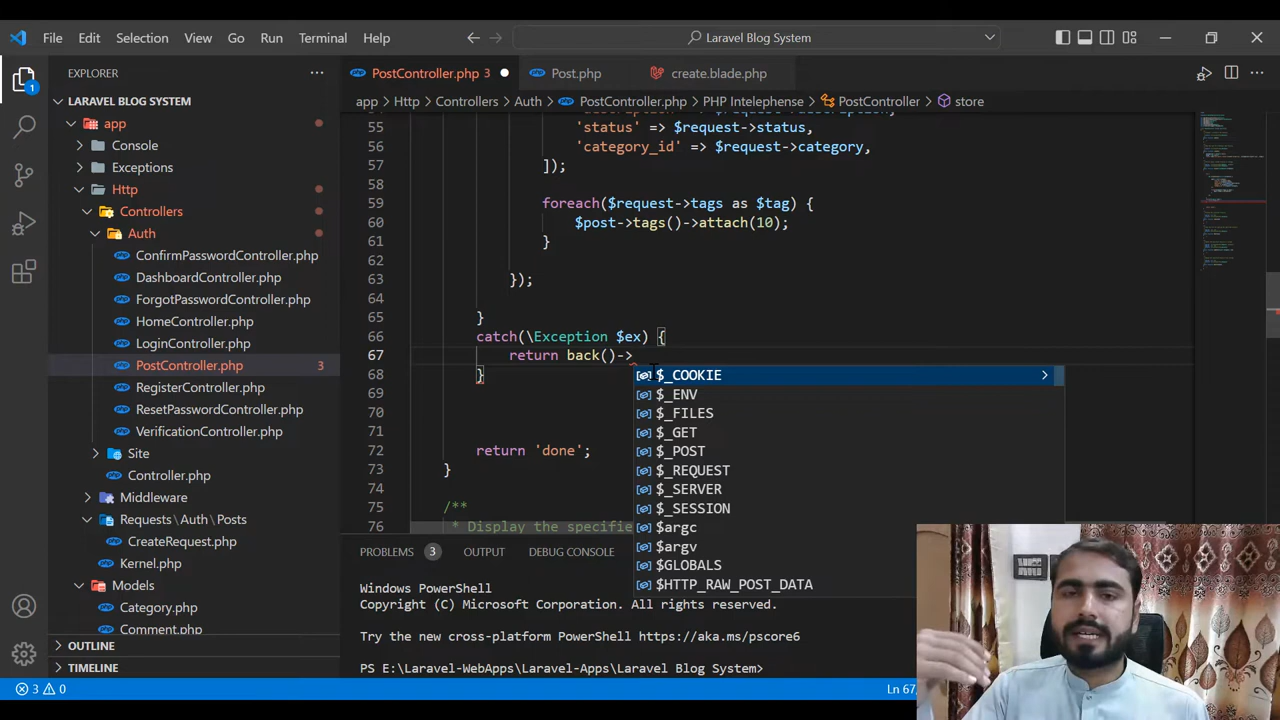 File Edit Selection View Go Run Terminal Help
Laravel Blog System
EXPLORER
LARAVEL BLOG SYSTEM
app
Console
Exceptions
Http
Controllers
Auth
ConfirmPasswordController.php
DashboardController.php
ForgotPasswordController.php
HomeController.php
LoginController.php
PostController.php 3
RegisterController.php
ResetPasswordController.php
VerificationController.php
Site
Controller.php
Middleware
Requests\Auth\Posts
CreateRequest.php
Kernel.php
Models
Category.php
Comment.php
OUTLINE
TIMELINE
1
PostController.php 3
Post.php
create.blade.php
app > Http > Controllers > Auth > PostController.php > PHP Intelephense > PostController > store
55 'status' => $request->status,
56 'category_id' => $request->category,
57 ]);
58
59 foreach($request->tags as $tag) {
60 $post->tags()->attach(10);
61 }
62
63 });
64
65 }
66 catch(\Exception $ex) {
67 return back()->
68 }
69
70
71
72 return 'done';
73 }
74
75 /**
76 * Display the specifie
$_COOKIE
$_ENV
$_FILES
$_GET
$_POST
$_REQUEST
$_SERVER
$_SESSION
$argc
$argv
$GLOBALS
$HTTP_RAW_POST_DATA
PROBLEMS 3 OUTPUT DEBUG CONSOLE
Windows PowerShell
Copyright (C) Microsoft Corporation. All rights reserved.
Try the new cross-platform PowerShell https://aka.ms/pscore6
PS E:\Laravel-WebApps\Laravel-Apps\Laravel Blog System>
3 0
Ln 67,